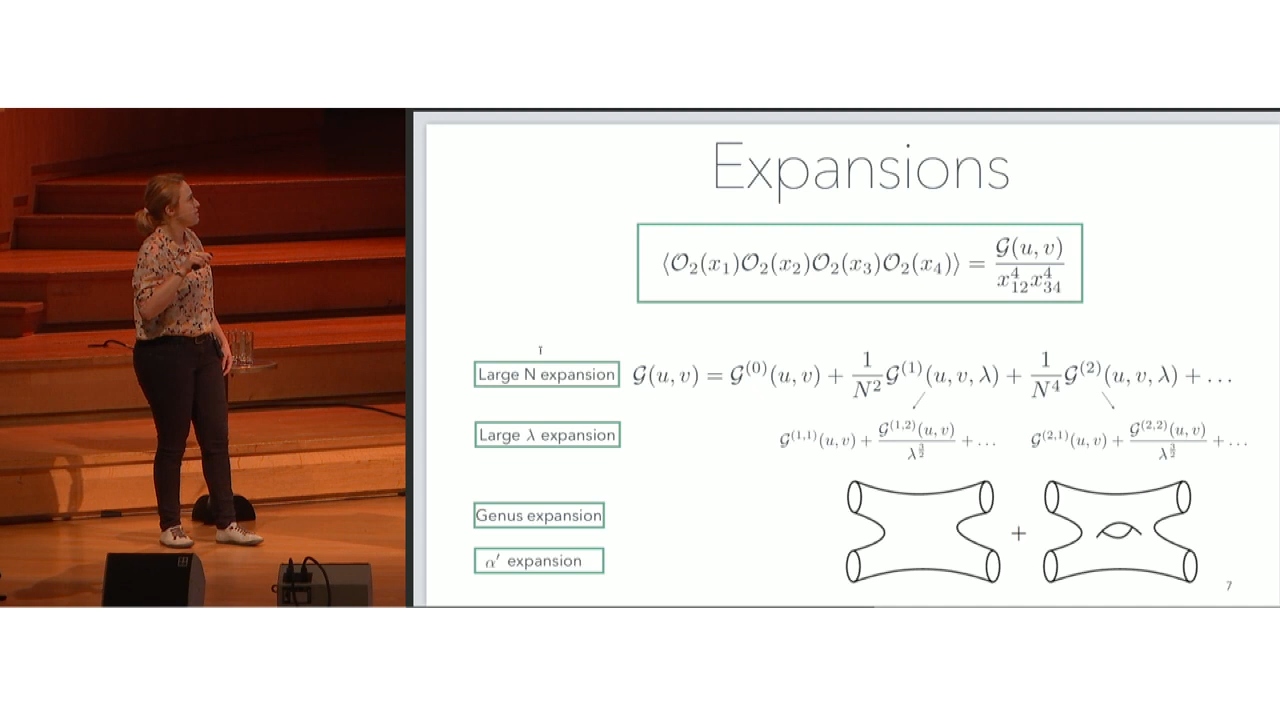 Expansions
⟨𝒪₂(x₁)𝒪₂(x₂)𝒪₂(x₃)𝒪₂(x₄)⟩ = 𝒢(u, v) / x₁₂⁴x₃₄⁴
Large N expansion 𝒢(u, v) = 𝒢⁽⁰⁾(u, v) + 1/N² 𝒢⁽¹⁾(u, v, λ) + 1/N⁴ 𝒢⁽²⁾(u, v, λ) + ...
Large λ expansion 𝒢⁽¹,¹⁾(u, v) + 𝒢⁽¹,²⁾(u, v) / λ^(3/2) + ... 𝒢⁽²,¹⁾(u, v) + 𝒢⁽²,²⁾(u, v) / λ^(3/2) + ...
Genus expansion
+
α′ expansion
7